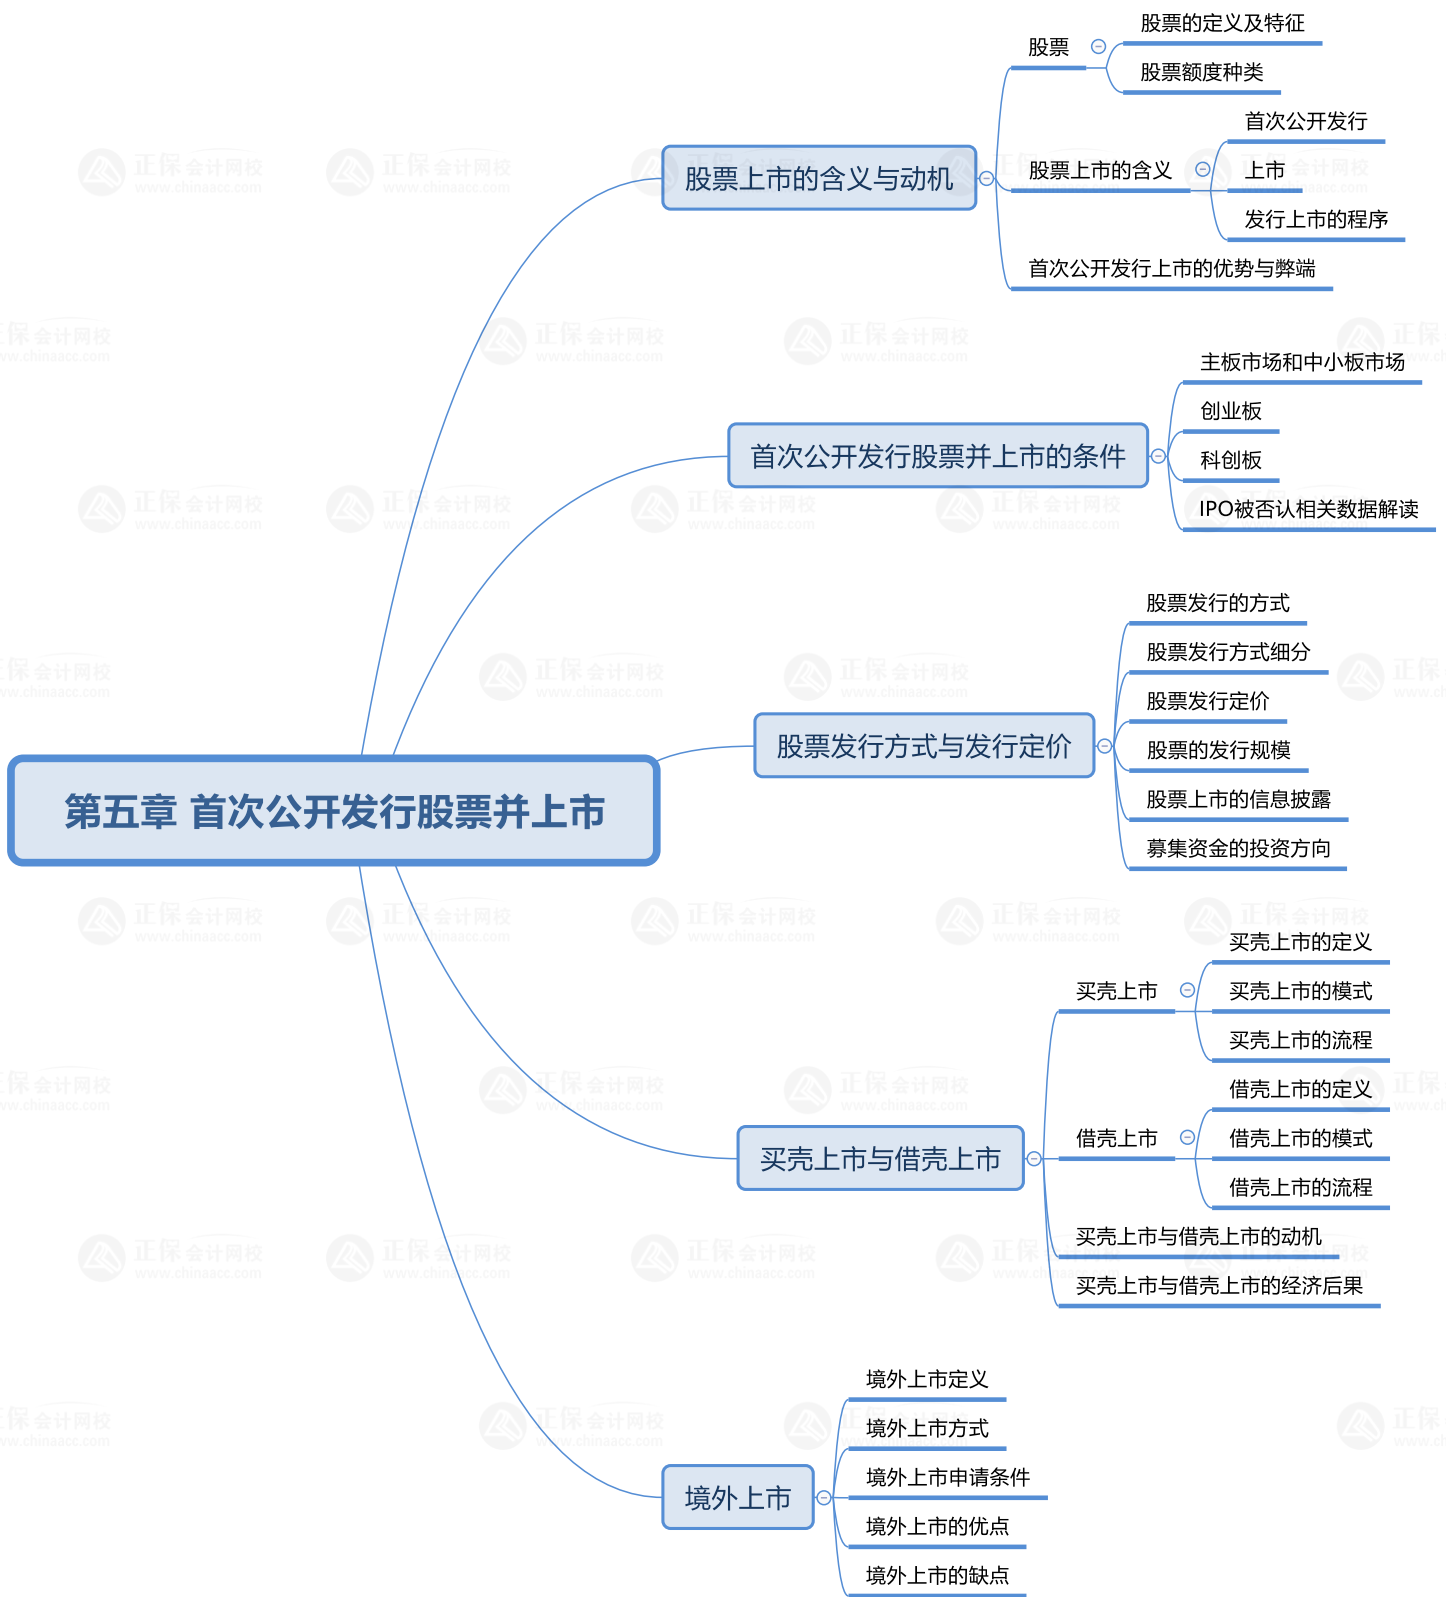 第五章 首次公开发行股票并上市
股票上市的含义与动机
股票
股票的定义及特征
股票额度种类
股票上市的含义
首次公开发行
上市
发行上市的程序
首次公开发行上市的优势与弊端
首次公开发行股票并上市的条件
主板市场和中小板市场
创业板
科创板
IPO被否认相关数据解读
股票发行方式与发行定价
股票发行的方式
股票发行方式细分
股票发行定价
股票的发行规模
股票上市的信息披露
募集资金的投资方向
买壳上市与借壳上市
买壳上市
买壳上市的定义
买壳上市的模式
买壳上市的流程
借壳上市
借壳上市的定义
借壳上市的模式
借壳上市的流程
买壳上市与借壳上市的动机
买壳上市与借壳上市的经济后果
境外上市
境外上市定义
境外上市方式
境外上市申请条件
境外上市的优点
境外上市的缺点
正保会计网校
www.chinaacc.com